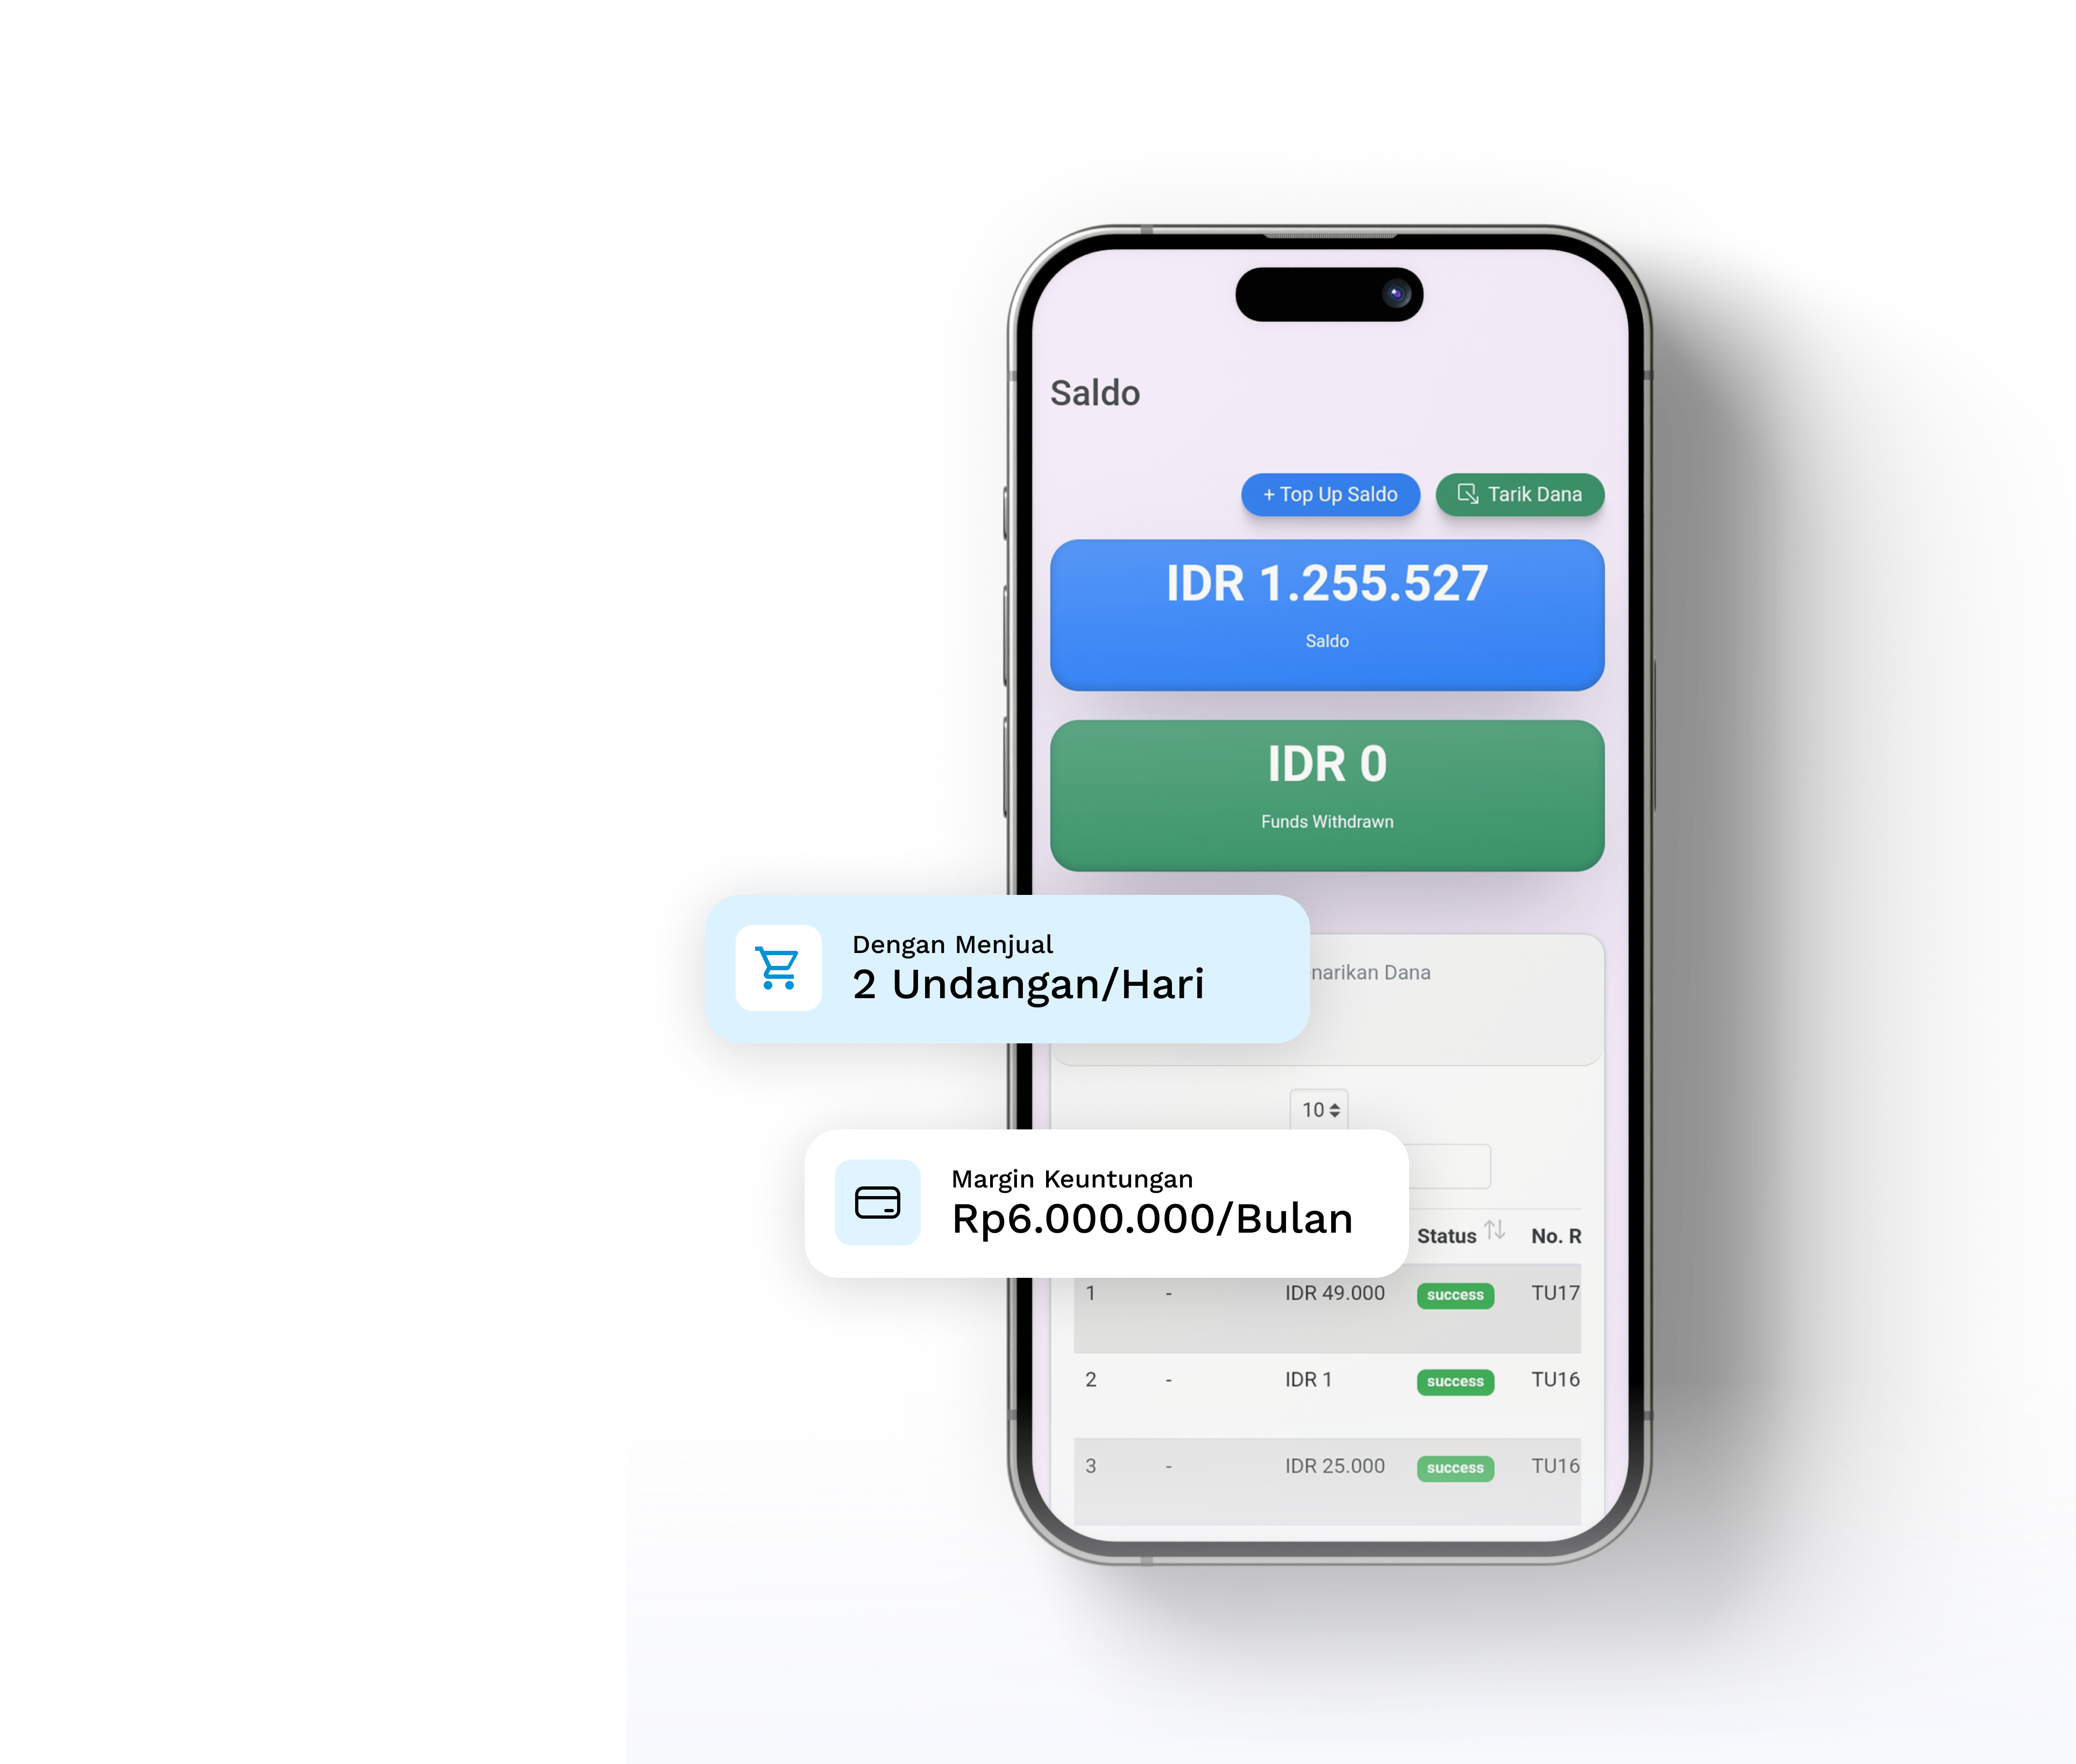 Saldo
+ Top Up Saldo
Tarik Dana
IDR 1.255.527
Saldo
IDR 0
Funds Withdrawn
Dengan Menjual
2 Undangan/Hari
narikan Dana
10
Margin Keuntungan
Rp6.000.000/Bulan
Status No. R
1 - IDR 49.000 success TU17
2 - IDR 1 success TU16
3 - IDR 25.000 success TU16